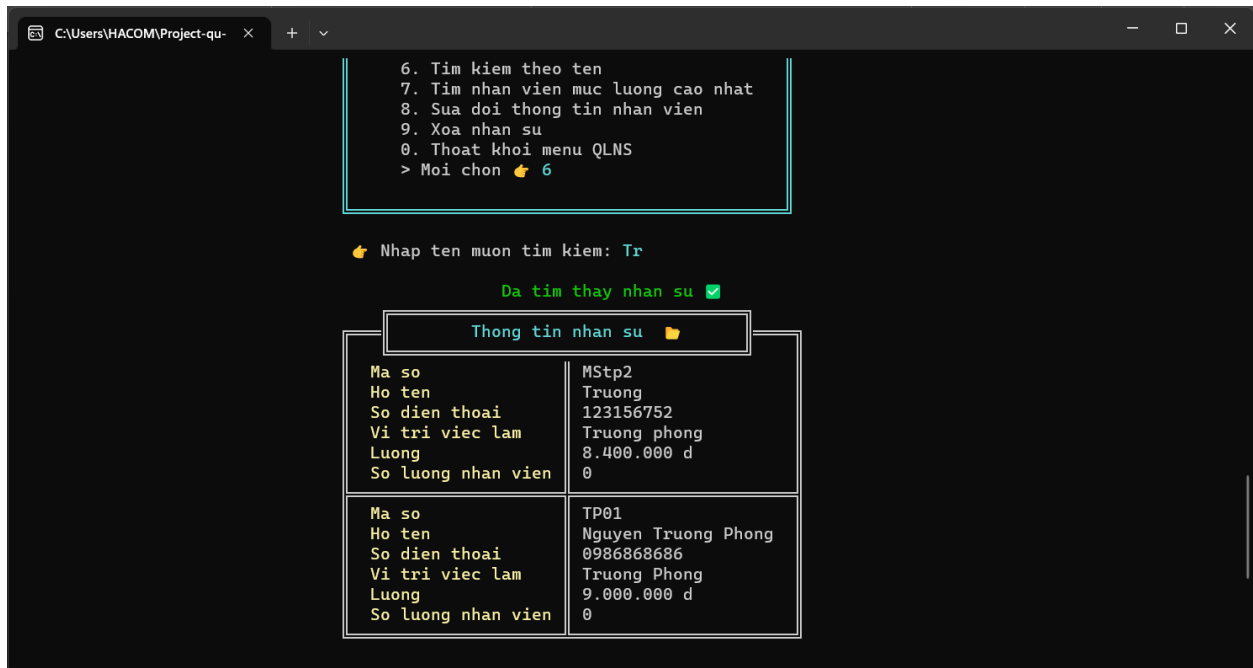 C:\Users\HACOM\Project-qu-
6. Tim kiem theo ten
7. Tim nhan vien muc luong cao nhat
8. Sua doi thong tin nhan vien
9. Xoa nhan su
0. Thoat khoi menu QLNS
> Moi chon 👉 6
👉 Nhap ten muon tim kiem: Tr
Da tim thay nhan su ✅
Thong tin nhan su 📂
Ma so MStp2
Ho ten Truong
So dien thoai 123156752
Vi tri viec lam Truong phong
Luong 8.400.000 d
So luong nhan vien 0
Ma so TP01
Ho ten Nguyen Truong Phong
So dien thoai 0986868686
Vi tri viec lam Truong Phong
Luong 9.000.000 d
So luong nhan vien 0